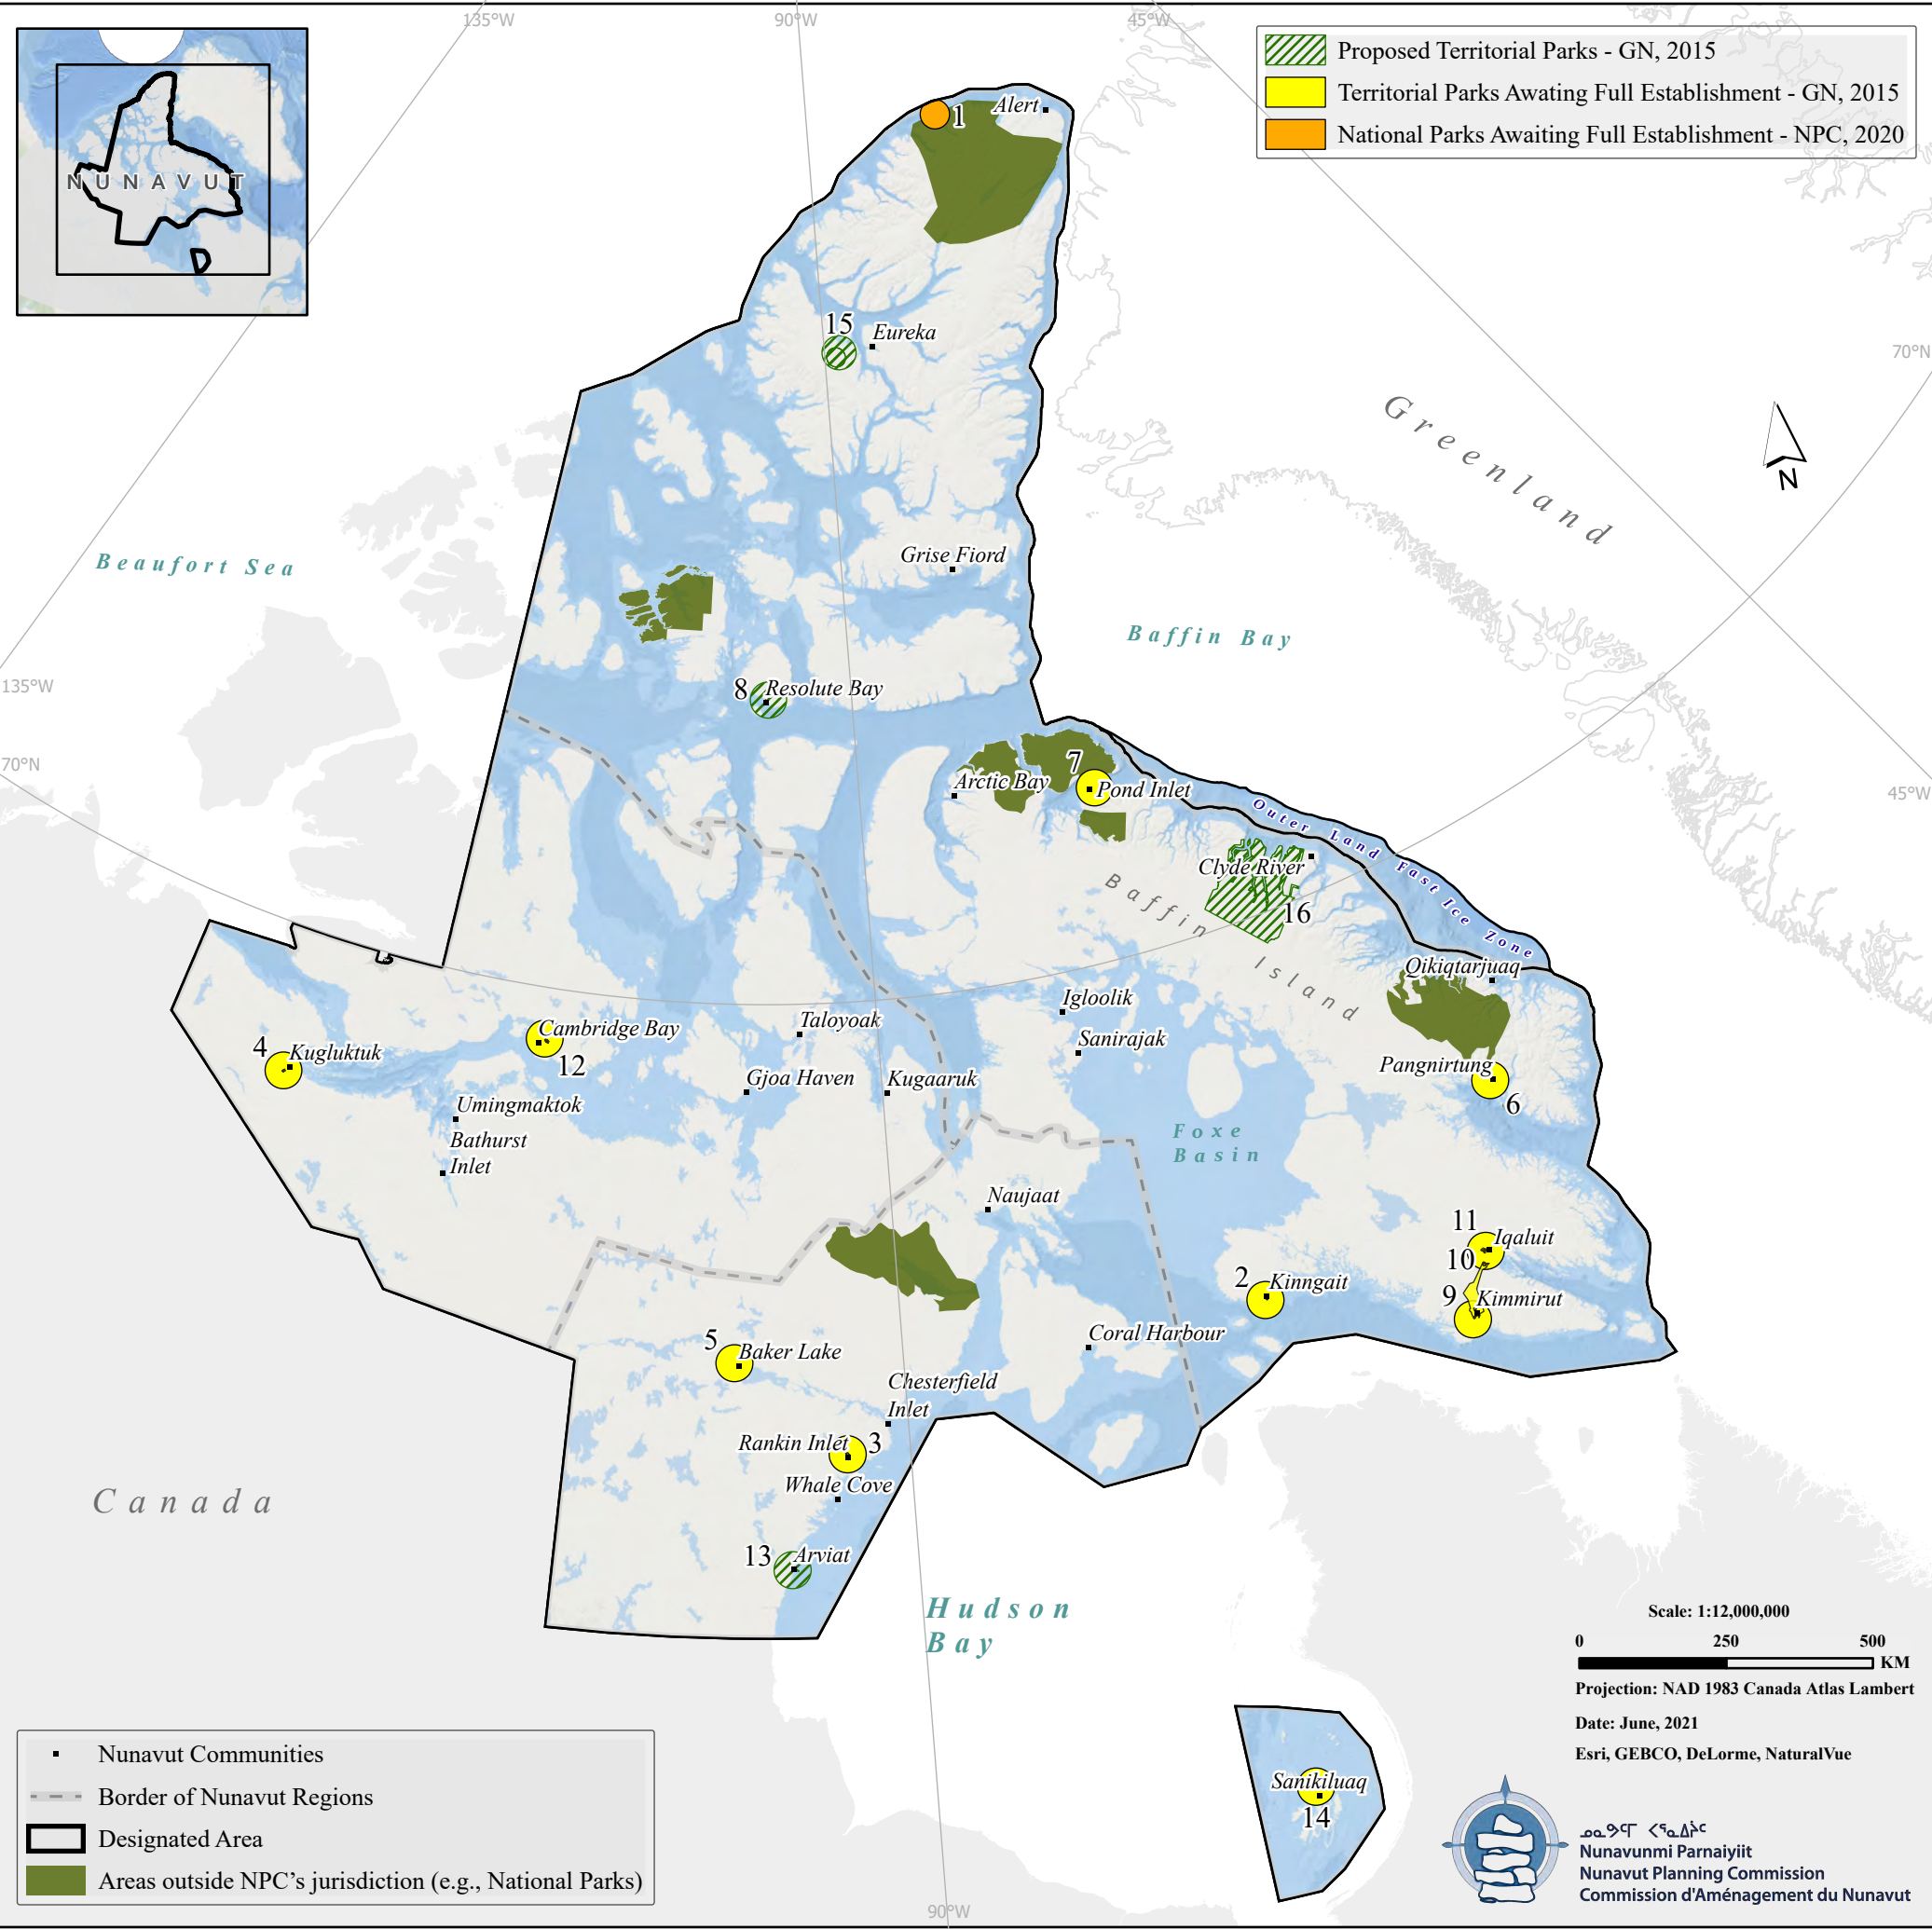 135°W
90°W
45°W
Proposed Territorial Parks - GN, 2015
Territorial Parks Awating Full Establishment - GN, 2015
National Parks Awaiting Full Establishment - NPC, 2020
NUNAVUT
1
Alert
15
Eureka
70°N
Greenland
N
Beaufort Sea
Grise Fiord
Baffin Bay
135°W
8
Resolute Bay
70°N
7
Arctic Bay
Pond Inlet
45°W
Outer Land Fast Ice Zone
Clyde River
16
Baffin Island
Qikiqtarjuaq
Igloolik
Taloyoak
Cambridge Bay
12
Sanirajak
4
Kugluktuk
Pangnirtung
6
Gjoa Haven
Kugaaruk
Umingmaktok
Bathurst
Inlet
Foxe
Basin
Naujaat
11
Iqaluit
10
2
Kinngait
9
Kimmirut
Coral Harbour
5
Baker Lake
Chesterfield
Inlet
Rankin Inlet
3
Whale Cove
Canada
13
Arviat
Hudson
Bay
Scale: 1:12,000,000
0 250 500
KM
Projection: NAD 1983 Canada Atlas Lambert
Date: June, 2021
Esri, GEBCO, DeLorme, NaturalVue
Nunavut Communities
Border of Nunavut Regions
Designated Area
Areas outside NPC's jurisdiction (e.g., National Parks)
Sanikiluaq
14
ᓄᓇᕗᒻᒥ ᐸᕐᓇᐃᔩᑦ
Nunavunmi Parnaiyiit
Nunavut Planning Commission
Commission d'Aménagement du Nunavut
90°W